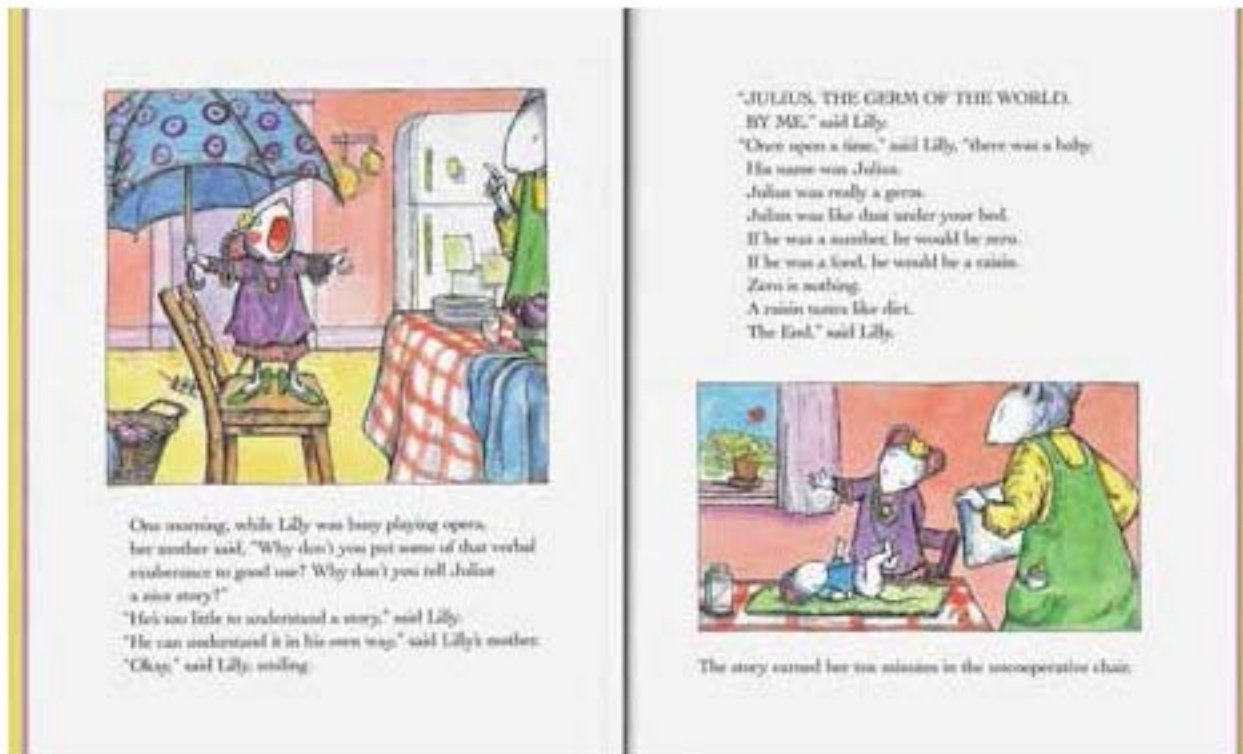 One morning, while Lilly was busy playing opera,
her mother said, "Why don't you put some of that verbal
exuberance to good use? Why don't you tell Julius
a nice story?"
"He's too little to understand a story," said Lilly.
"He can understand it in his own way," said Lilly's mother.
"Okay," said Lilly, smiling.
"JULIUS, THE GERM OF THE WORLD.
BY ME," said Lilly.
"Once upon a time," said Lilly, "there was a baby.
His name was Julius.
Julius was really a germ.
Julius was like dust under your bed.
If he was a number, he would be zero.
If he was a food, he would be a raisin.
Zero is nothing.
A raisin tastes like dirt.
The End," said Lilly.
The story earned her ten minutes in the uncooperative chair.